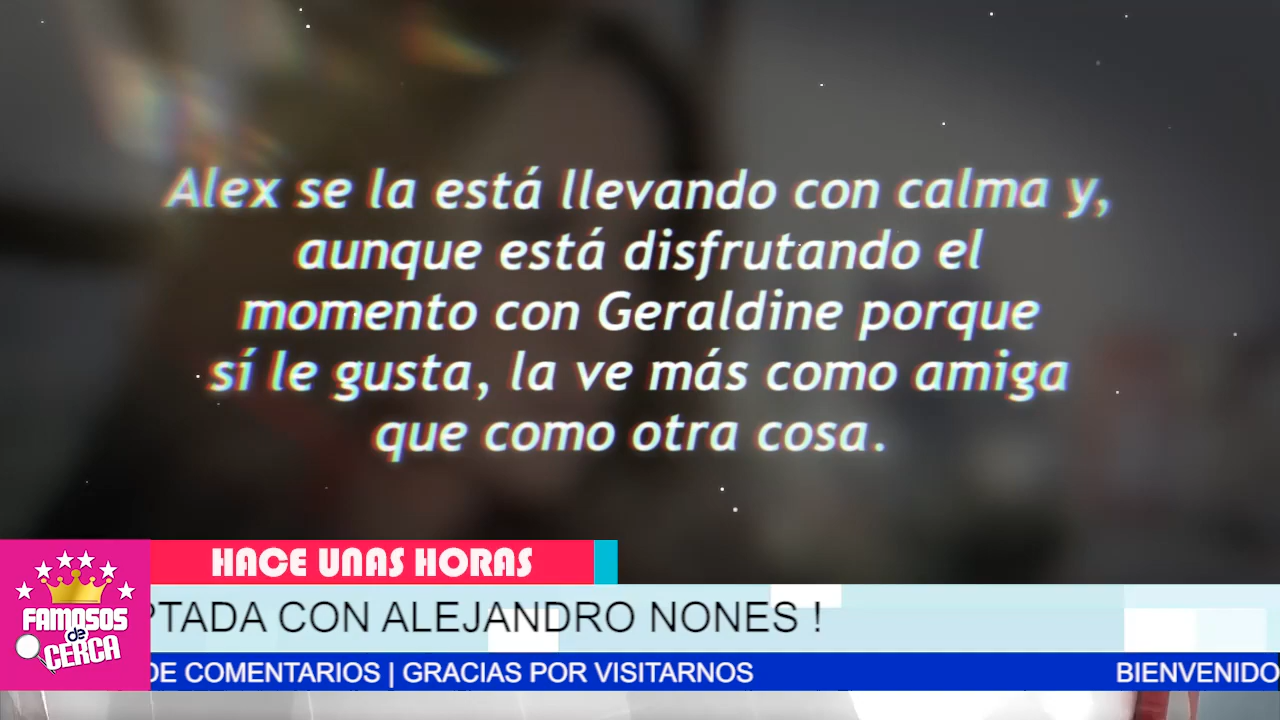 Alex se la está llevando con calma y,
aunque está disfrutando el
momento con Geraldine porque
sí le gusta, la ve más como amiga
que como otra cosa.
HACE UNAS HORAS
PTADA CON ALEJANDRO NONES !
FAMOSOS
de
CERCA
DE COMENTARIOS | GRACIAS POR VISITARNOS
BIENVENIDO